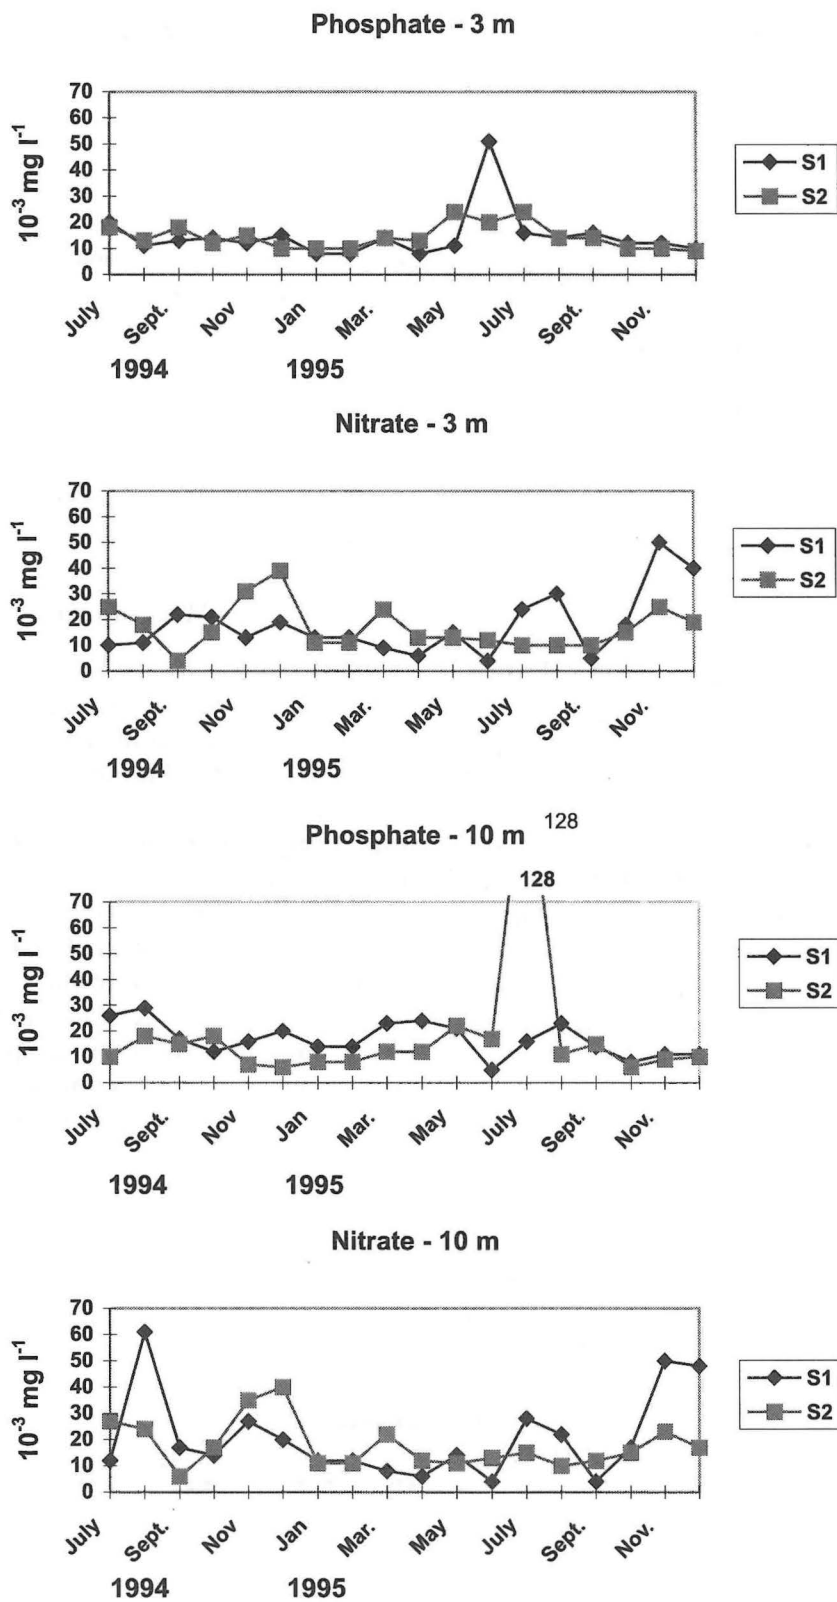 Phosphate - 3 m
70
60
50
40
30
20
10
0
10⁻³ mg l⁻¹
S1
S2
July
Sept.
Nov
Jan
Mar.
May
July
Sept.
Nov.
1994
1995
Nitrate - 3 m
70
60
50
40
30
20
10
0
10⁻³ mg l⁻¹
S1
S2
July
Sept.
Nov
Jan
Mar.
May
July
Sept.
Nov.
1994
1995
Phosphate - 10 m
128
128
70
60
50
40
30
20
10
0
10⁻³ mg l⁻¹
S1
S2
July
Sept.
Nov
Jan
Mar.
May
July
Sept.
Nov.
1994
1995
Nitrate - 10 m
70
60
50
40
30
20
10
0
10⁻³ mg l⁻¹
S1
S2
July
Sept.
Nov
Jan
Mar.
May
July
Sept.
Nov.
1994
1995